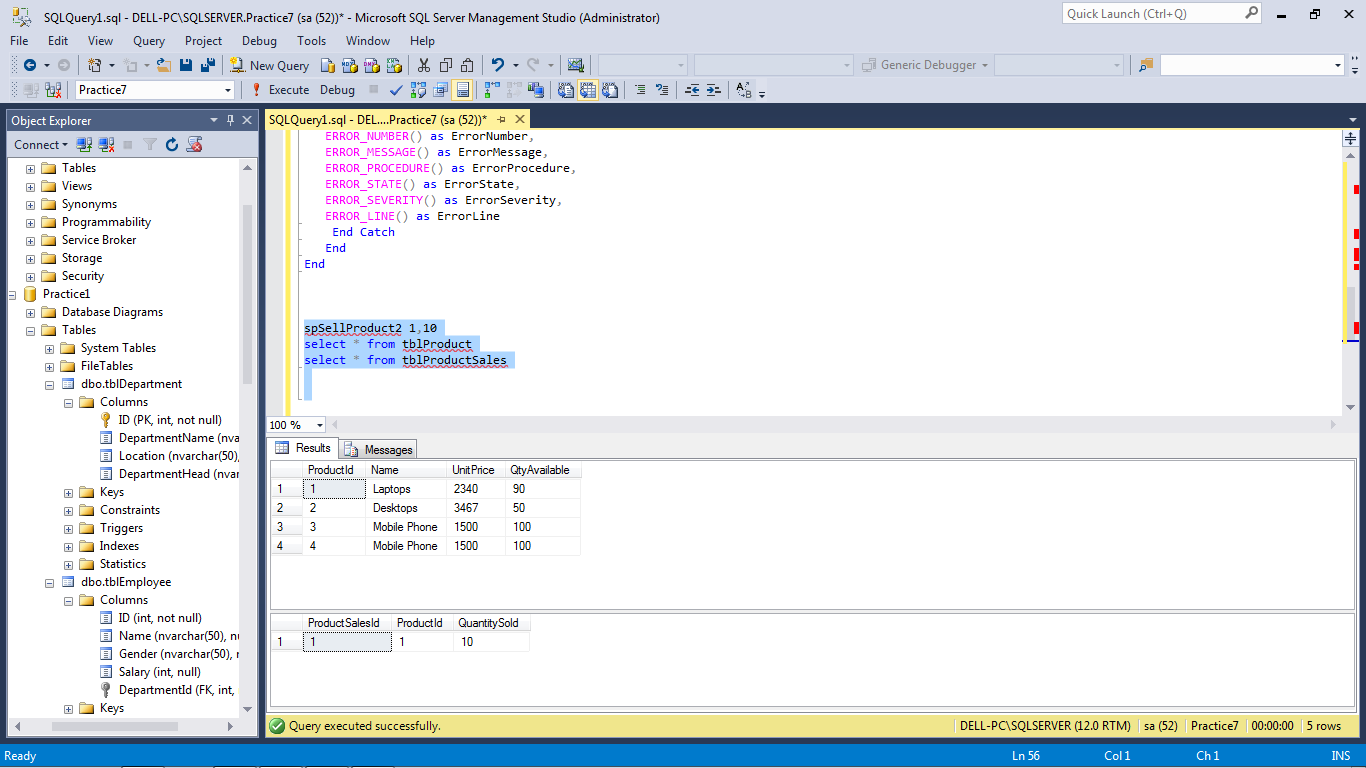 SQLQuery1.sql - DELL-PC\SQLSERVER.Practice7 (sa (52))* - Microsoft SQL Server Management Studio (Administrator)
Quick Launch (Ctrl+Q)
File Edit View Query Project Debug Tools Window Help
New Query
Generic Debugger
Practice7
Execute Debug
Object Explorer
Connect
Tables
Views
Synonyms
Programmability
Service Broker
Storage
Security
Practice1
Database Diagrams
Tables
System Tables
FileTables
dbo.tblDepartment
Columns
ID (PK, int, not null)
DepartmentName (nva
Location (nvarchar(50),
DepartmentHead (nva
Keys
Constraints
Triggers
Indexes
Statistics
dbo.tblEmployee
Columns
ID (int, not null)
Name (nvarchar(50), nu
Gender (nvarchar(50), 
Salary (int, null)
DepartmentId (FK, int,
Keys
SQLQuery1.sql - DEL....Practice7 (sa (52))*
ERROR_NUMBER() as ErrorNumber,
ERROR_MESSAGE() as ErrorMessage,
ERROR_PROCEDURE() as ErrorProcedure,
ERROR_STATE() as ErrorState,
ERROR_SEVERITY() as ErrorSeverity,
ERROR_LINE() as ErrorLine
End Catch
End
End
spSellProduct2 1,10
select * from tblProduct
select * from tblProductSales
100 %
Results Messages
ProductId Name UnitPrice QtyAvailable
1 1 Laptops 2340 90
2 2 Desktops 3467 50
3 3 Mobile Phone 1500 100
4 4 Mobile Phone 1500 100
ProductSalesId ProductId QuantitySold
1 1 1 10
Query executed successfully.
DELL-PC\SQLSERVER (12.0 RTM) sa (52) Practice7 00:00:00 5 rows
Ready Ln 56 Col 1 Ch 1 INS